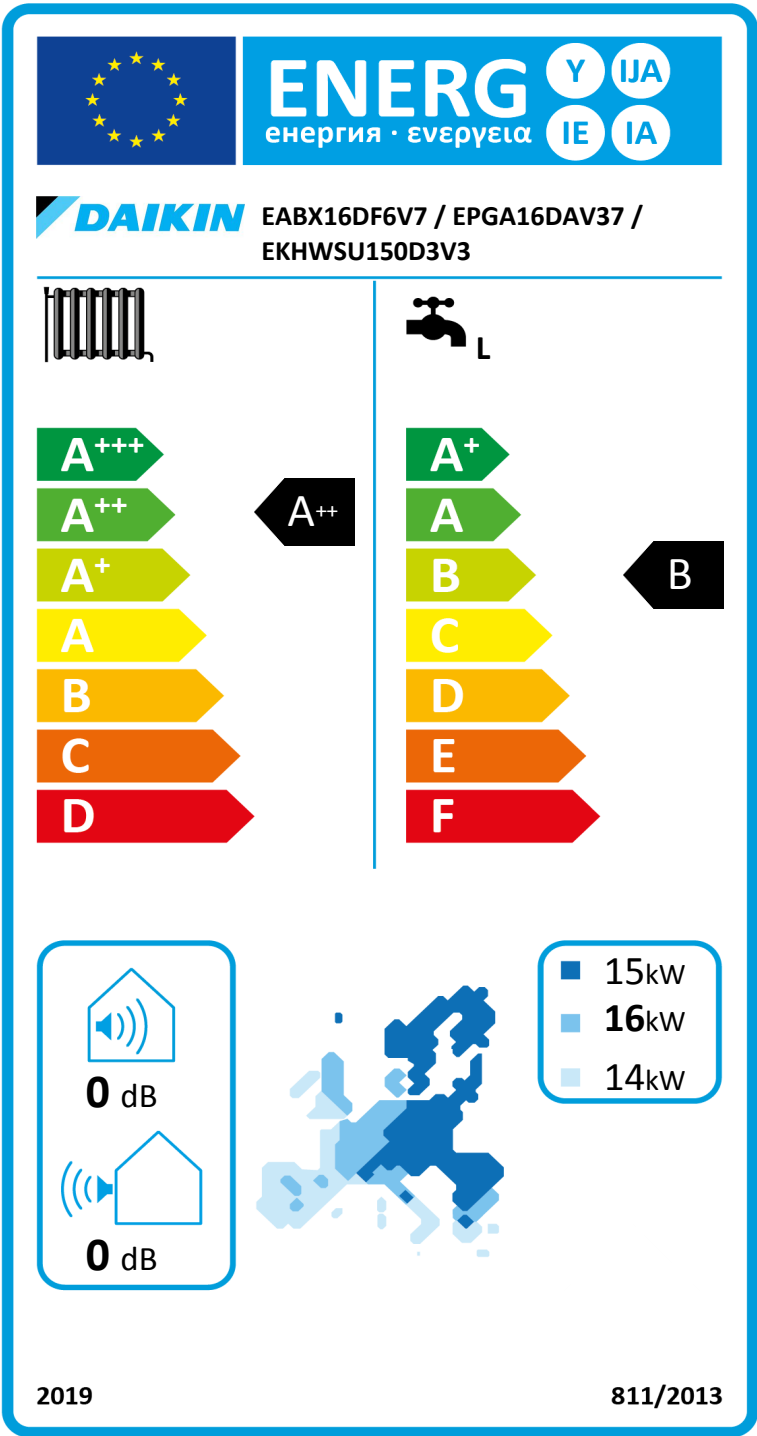 ENERG
енергия · ενεργεια
Y IJA
IE IA
DAIKIN
EABX16DF6V7 / EPGA16DAV37 /
EKHWSU150D3V3
L
A+++
A++
A+
A
B
C
D
A++
A+
A
B
C
D
E
F
B
0 dB
0 dB
15kW
16kW
14kW
2019
811/2013